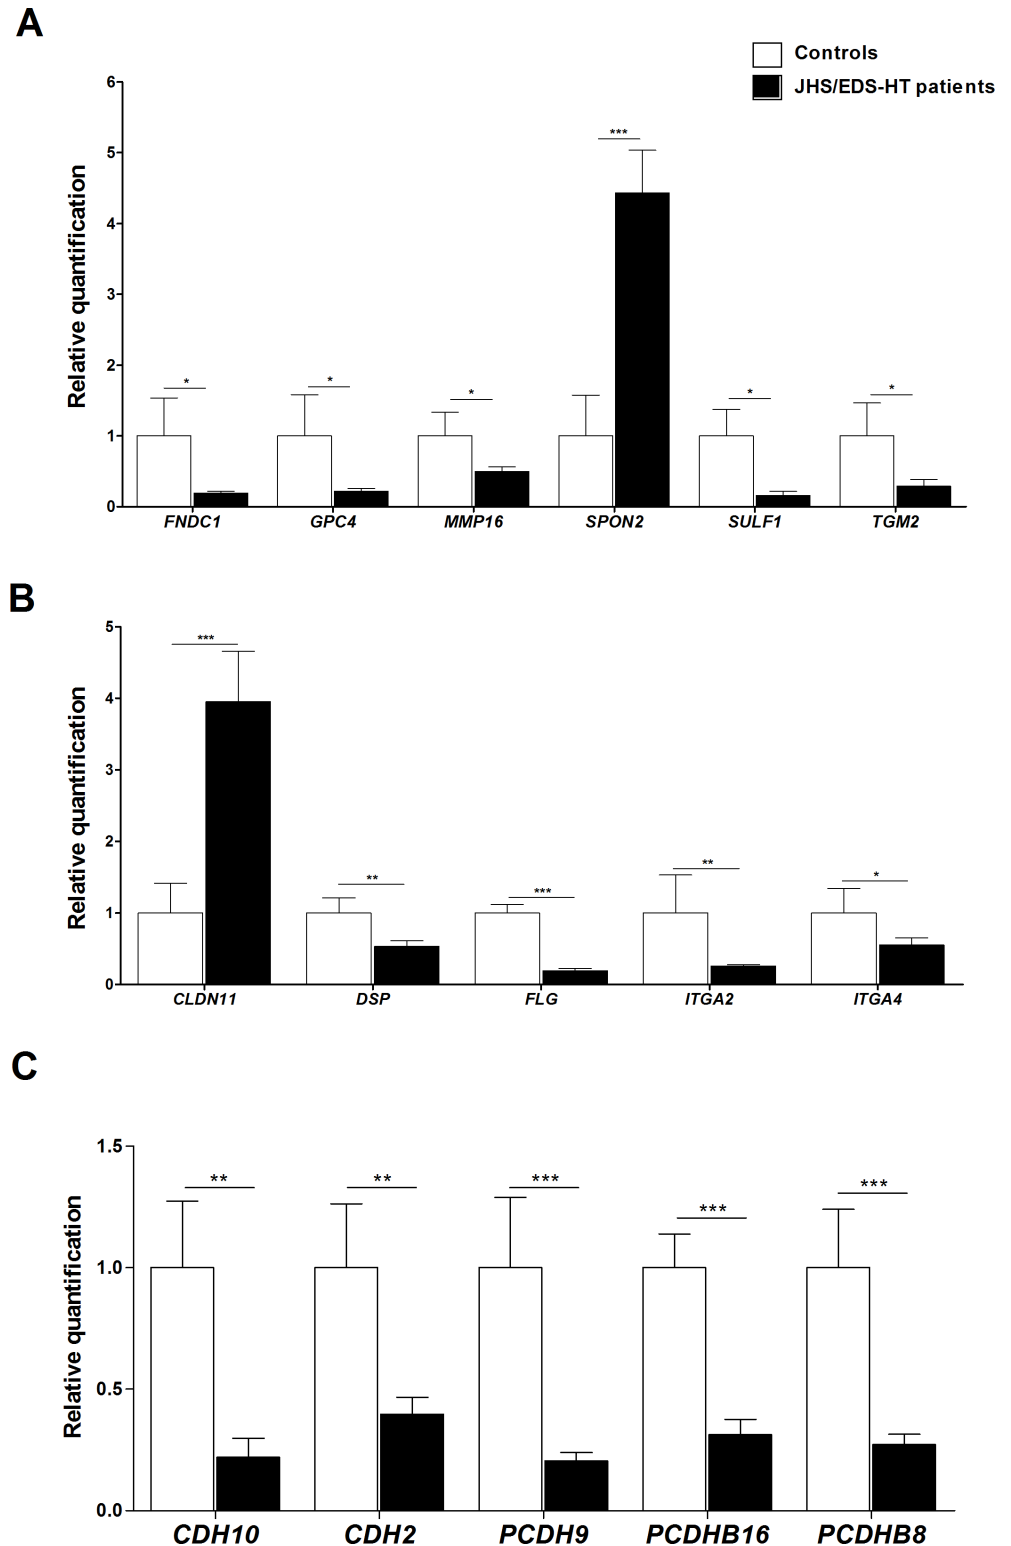 A
Controls
JHS/EDS-HT patients
Relative quantification
6
5
4
3
2
1
0
***
* * * * *
FNDC1 GPC4 MMP16 SPON2 SULF1 TGM2
B
Relative quantification
5
4
3
2
1
0
*** ** *** ** *
CLDN11 DSP FLG ITGA2 ITGA4
C
Relative quantification
1.5
1.0
0.5
0.0
** ** *** *** ***
CDH10 CDH2 PCDH9 PCDHB16 PCDHB8